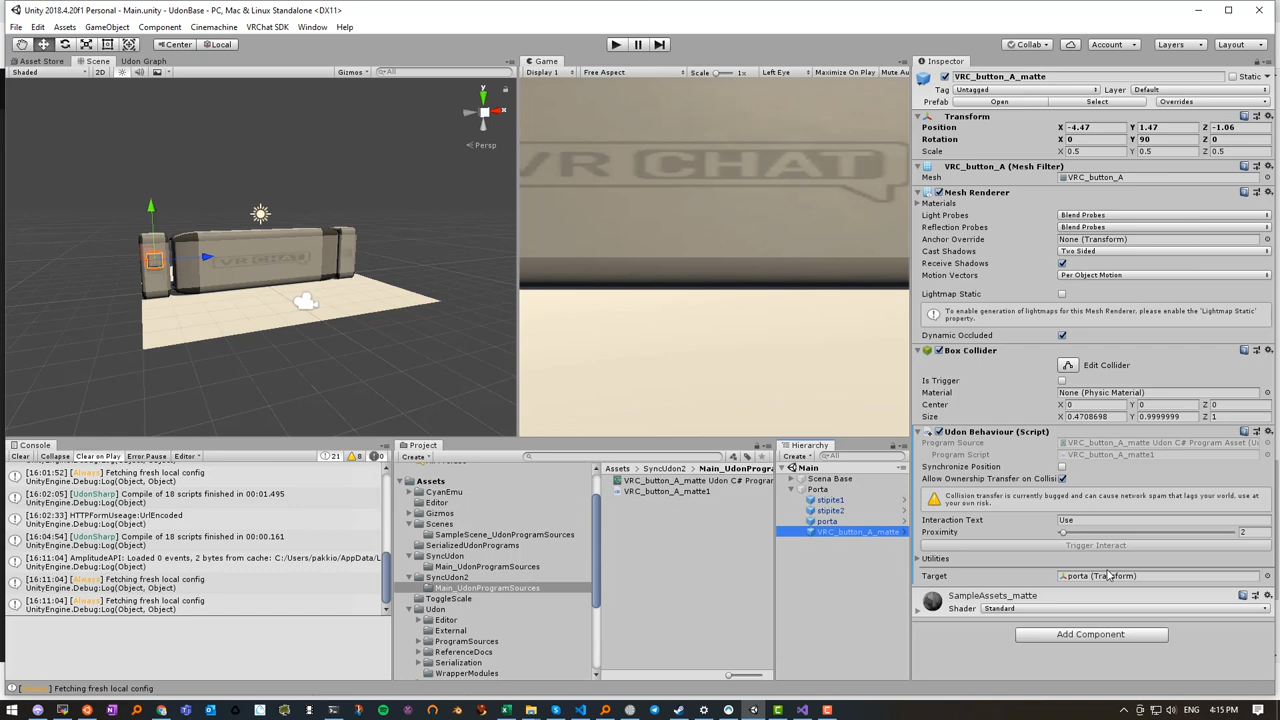 Unity 2018.4.20f1 Personal - Main.unity - UdonBase - PC, Mac & Linux Standalone <DX11>
File Edit Assets GameObject Component Cinemachine VRChat SDK Window Help
Center Local Collab Account Layers Layout
Asset Store Scene Udon Graph
Shaded 2D Gizmos All
y
x
Persp
VR CHAT
Game
Display 1 Free Aspect Scale 1x Left Eye Maximize On Play Mute Au
VR CHAT
Inspector
VRC_button_A_matte Static
Tag Untagged Layer Default
Prefab Open Select Overrides
Transform
Position X -4.47 Y 1.47 Z -1.06
Rotation X 0 Y 90 Z 0
Scale X 0.5 Y 0.5 Z 0.5
VRC_button_A (Mesh Filter)
Mesh VRC_button_A
Mesh Renderer
Materials
Light Probes Blend Probes
Reflection Probes Blend Probes
Anchor Override None (Transform)
Cast Shadows Two Sided
Receive Shadows
Motion Vectors Per Object Motion
Lightmap Static
To enable generation of lightmaps for this Mesh Renderer, please enable the 'Lightmap Static'
property.
Dynamic Occluded
Box Collider
Edit Collider
Is Trigger
Material None (Physic Material)
Center X 0 Y 0 Z 0
Size X 0.4708698 Y 0.9999999 Z 1
Udon Behaviour (Script)
Program Source VRC_button_A_matte Udon C# Program Asset (U
Program Script VRC_button_A_matte1
Synchronize Position
Allow Ownership Transfer on Collisi
Collision transfer is currently bugged and can cause network spam that lags your world, use at
your own risk.
Interaction Text Use
Proximity 2
Trigger Interact
Utilities
Target porta (Transform)
SampleAssets_matte
Shader Standard
Add Component
Console
Clear Collapse Clear on Play Error Pause Editor 21 8 0
[16:01:52] [Always] Fetching fresh local config
UnityEngine.Debug:Log(Object)
[16:02:05] [UdonSharp] Compile of 18 scripts finished in 00:01.495
UnityEngine.Debug:Log(Object)
[16:02:33] HTTPFormUseage:UrlEncoded
UnityEngine.Debug:Log(Object)
[16:04:54] [UdonSharp] Compile of 18 scripts finished in 00:00.161
UnityEngine.Debug:Log(Object)
[16:11:04] AmplitudeAPI: Loaded 0 events, 2 bytes from cache: C:/Users/pakkio/AppData/L
UnityEngine.Debug:Log(Object)
[16:11:04] [Always] Fetching fresh local config
UnityEngine.Debug:Log(Object)
[16:11:04] [Always] Fetching fresh local config
UnityEngine.Debug:Log(Object)
[Always] Fetching fresh local config
Project
Create
Assets
CyanEmu
Editor
Gizmos
Scenes
SampleScene_UdonProgramSources
SerializedUdonPrograms
SyncUdon
Main_UdonProgramSources
SyncUdon2
Main_UdonProgramSources
ToggleScale
Udon
Editor
External
ProgramSources
ReferenceDocs
Serialization
WrapperModules
Assets SyncUdon2 Main_UdonProgra
VRC_button_A_matte Udon C# Program Asset
VRC_button_A_matte1
Hierarchy
Create All
Main
Scena Base
Porta
stipite1
stipite2
porta
VRC_button_A_matte
ENG 4:15 PM